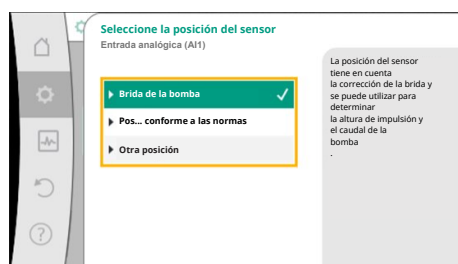 Seleccione la posición del sensor
Entrada analógica (AI1)
Brida de la bomba
Pos... conforme a las normas
Otra posición
La posición del sensor
tiene en cuenta
la corrección de la brida y
se puede utilizar para
determinar
la altura de impulsión y
el caudal de la
bomba
.
?